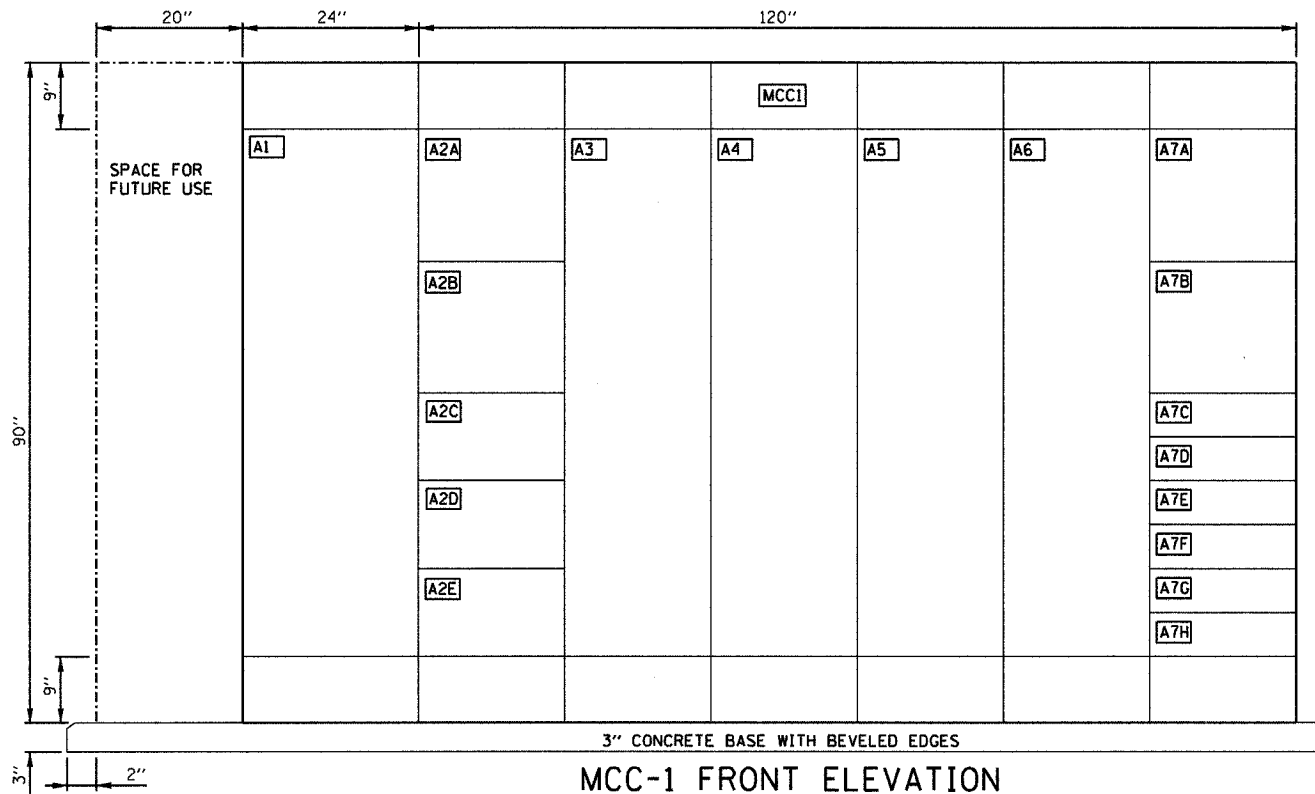 20" 24" 120"
9"
MCC1
A1 A2A A3 A4 A5 A6 A7A
SPACE FOR
FUTURE USE
A2B A7B
90"
A2C A7C
A7D
A2D A7E
A7F
A2E A7G
A7H
9"
3" CONCRETE BASE WITH BEVELED EDGES
3" 2"
MCC-1 FRONT ELEVATION